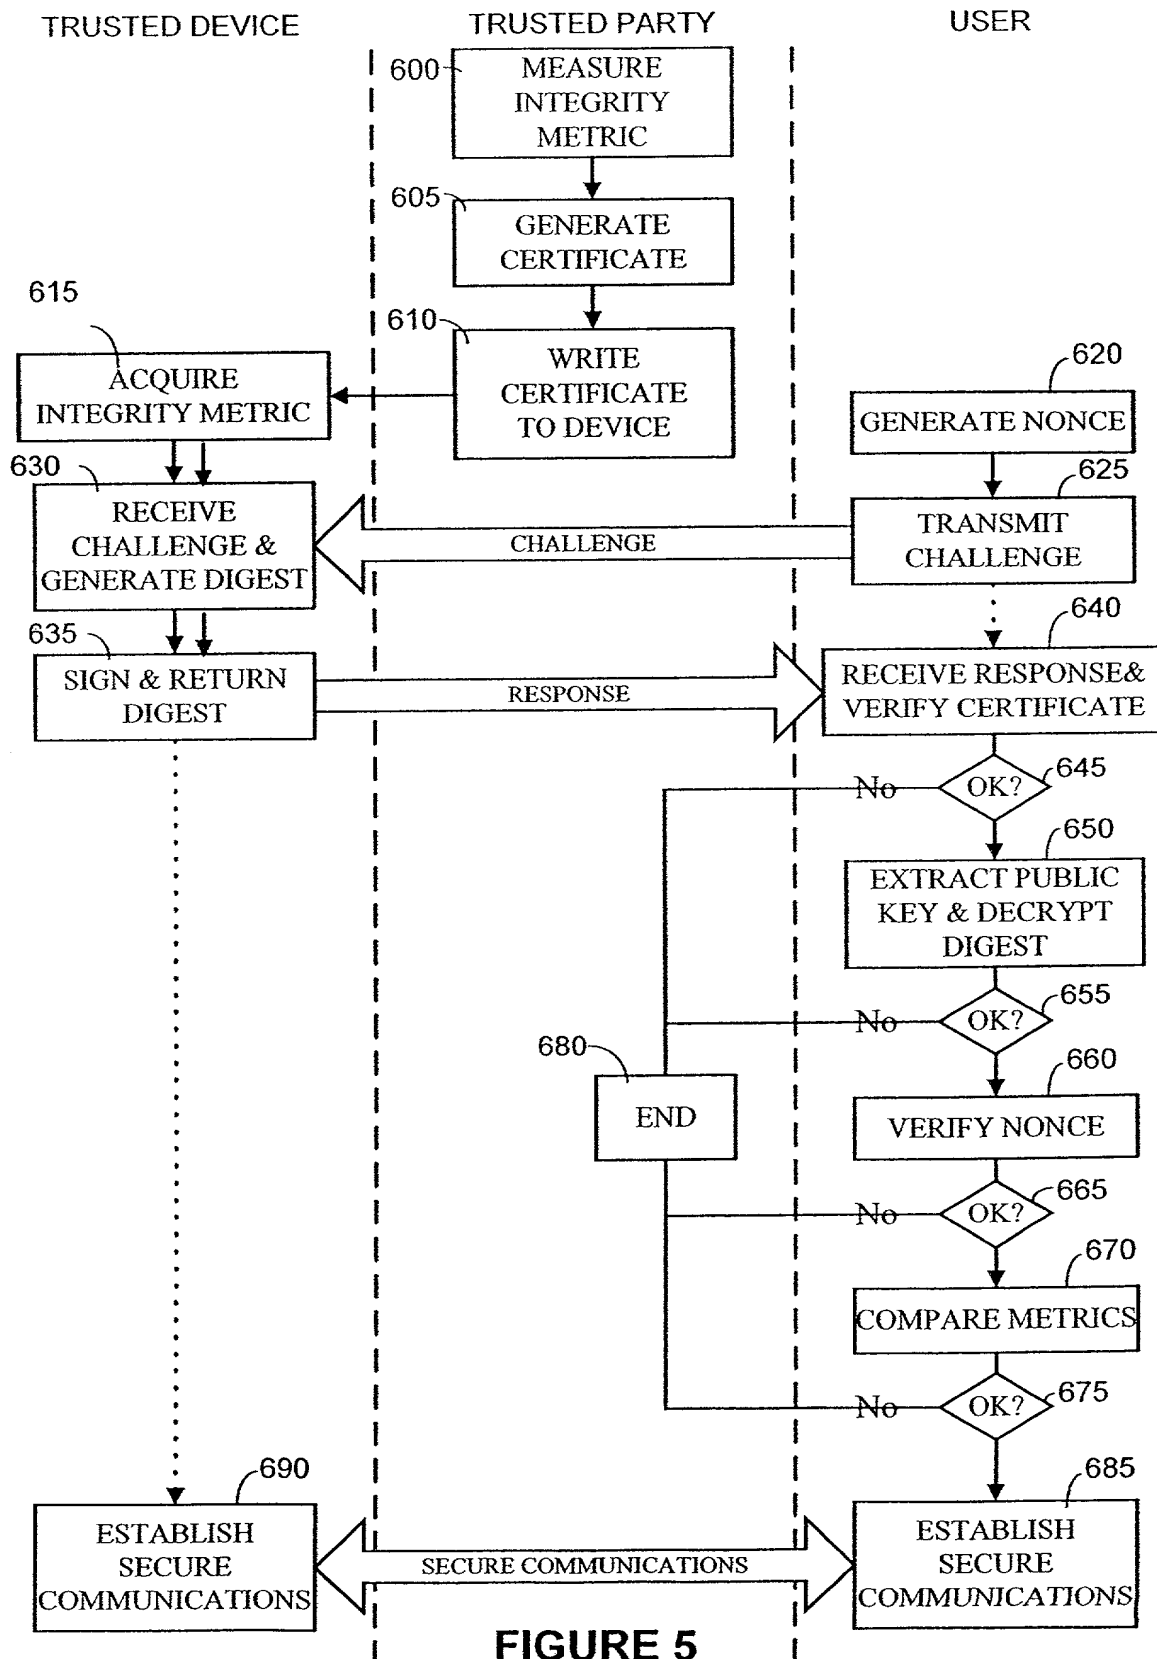 TRUSTED DEVICE
TRUSTED PARTY
USER
600
MEASURE
INTEGRITY
METRIC
605
GENERATE
CERTIFICATE
610
WRITE
CERTIFICATE
TO DEVICE
615
ACQUIRE
INTEGRITY METRIC
620
GENERATE NONCE
625
TRANSMIT
CHALLENGE
CHALLENGE
630
RECEIVE
CHALLENGE &
GENERATE DIGEST
635
SIGN & RETURN
DIGEST
RESPONSE
640
RECEIVE RESPONSE&
VERIFY CERTIFICATE
645
OK?
No
650
EXTRACT PUBLIC
KEY & DECRYPT
DIGEST
655
OK?
No
680
END
660
VERIFY NONCE
665
OK?
No
670
COMPARE METRICS
675
OK?
No
690
ESTABLISH
SECURE
COMMUNICATIONS
SECURE COMMUNICATIONS
685
ESTABLISH
SECURE
COMMUNICATIONS
FIGURE 5